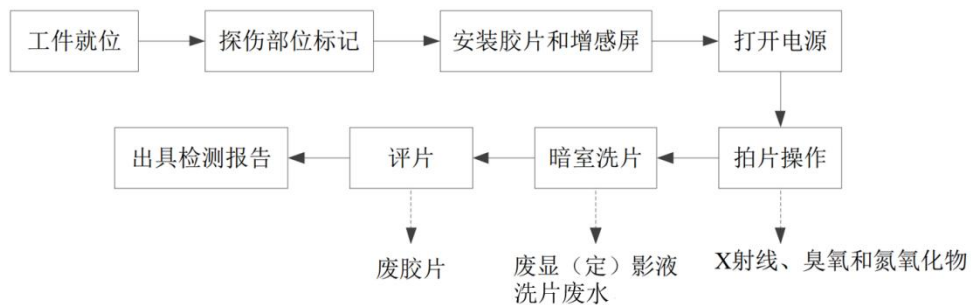 工件就位
探伤部位标记
安装胶片和增感屏
打开电源
出具检测报告
评片
暗室洗片
拍片操作
废胶片
废显（定）影液
洗片废水
X射线、臭氧和氮氧化物